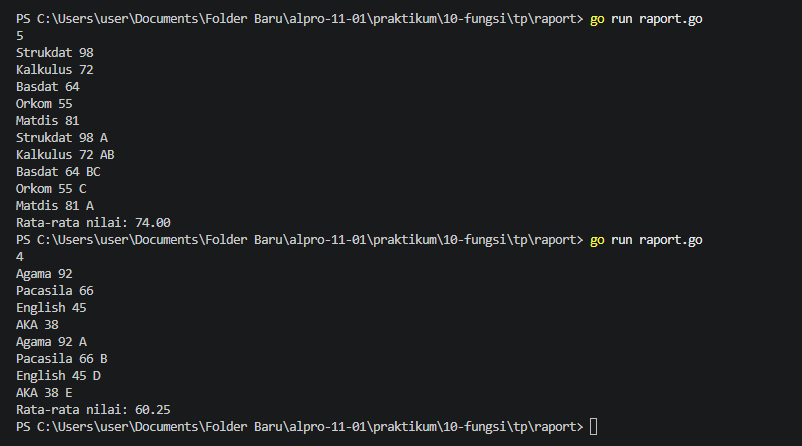 PS C:\Users\user\Documents\Folder Baru\alpro-11-01\praktikum\10-fungsi\tp\raport> go run raport.go
5
Strukdat 98
Kalkulus 72
Basdat 64
Orkom 55
Matdis 81
Strukdat 98 A
Kalkulus 72 AB
Basdat 64 BC
Orkom 55 C
Matdis 81 A
Rata-rata nilai: 74.00
PS C:\Users\user\Documents\Folder Baru\alpro-11-01\praktikum\10-fungsi\tp\raport> go run raport.go
4
Agama 92
Pacasila 66
English 45
AKA 38
Agama 92 A
Pacasila 66 B
English 45 D
AKA 38 E
Rata-rata nilai: 60.25
PS C:\Users\user\Documents\Folder Baru\alpro-11-01\praktikum\10-fungsi\tp\raport>